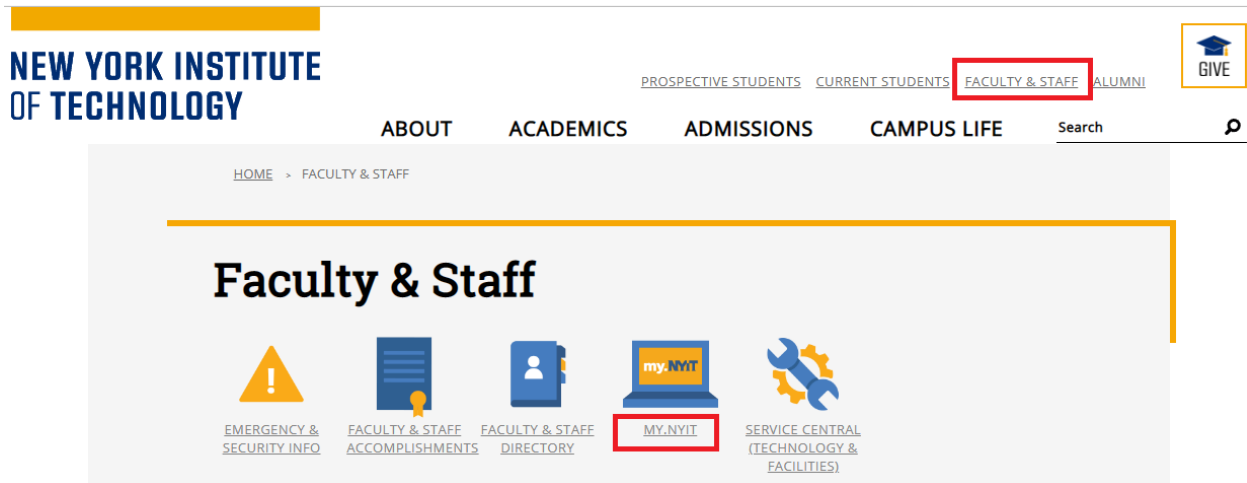 NEW YORK INSTITUTE
OF TECHNOLOGY
PROSPECTIVE STUDENTS CURRENT STUDENTS FACULTY & STAFF ALUMNI
GIVE
ABOUT ACADEMICS ADMISSIONS CAMPUS LIFE Search
HOME > FACULTY & STAFF
Faculty & Staff
!
my.NYIT
EMERGENCY &
SECURITY INFO
FACULTY & STAFF
ACCOMPLISHMENTS
FACULTY & STAFF
DIRECTORY
MY.NYIT
SERVICE CENTRAL
(TECHNOLOGY &
FACILITIES)